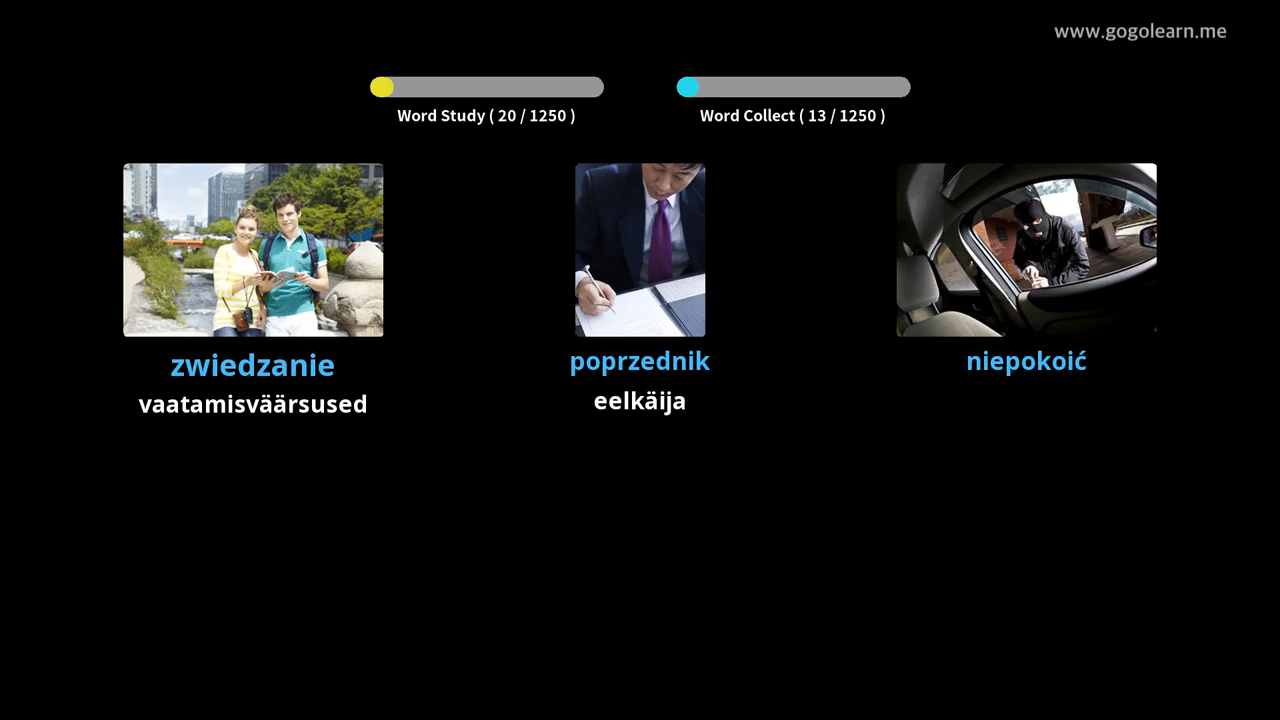 www.gogolearn.me
Word Study ( 20 / 1250 )
Word Collect ( 13 / 1250 )
zwiedzanie
vaatamisväärsused
poprzednik
eelkäija
niepokoić